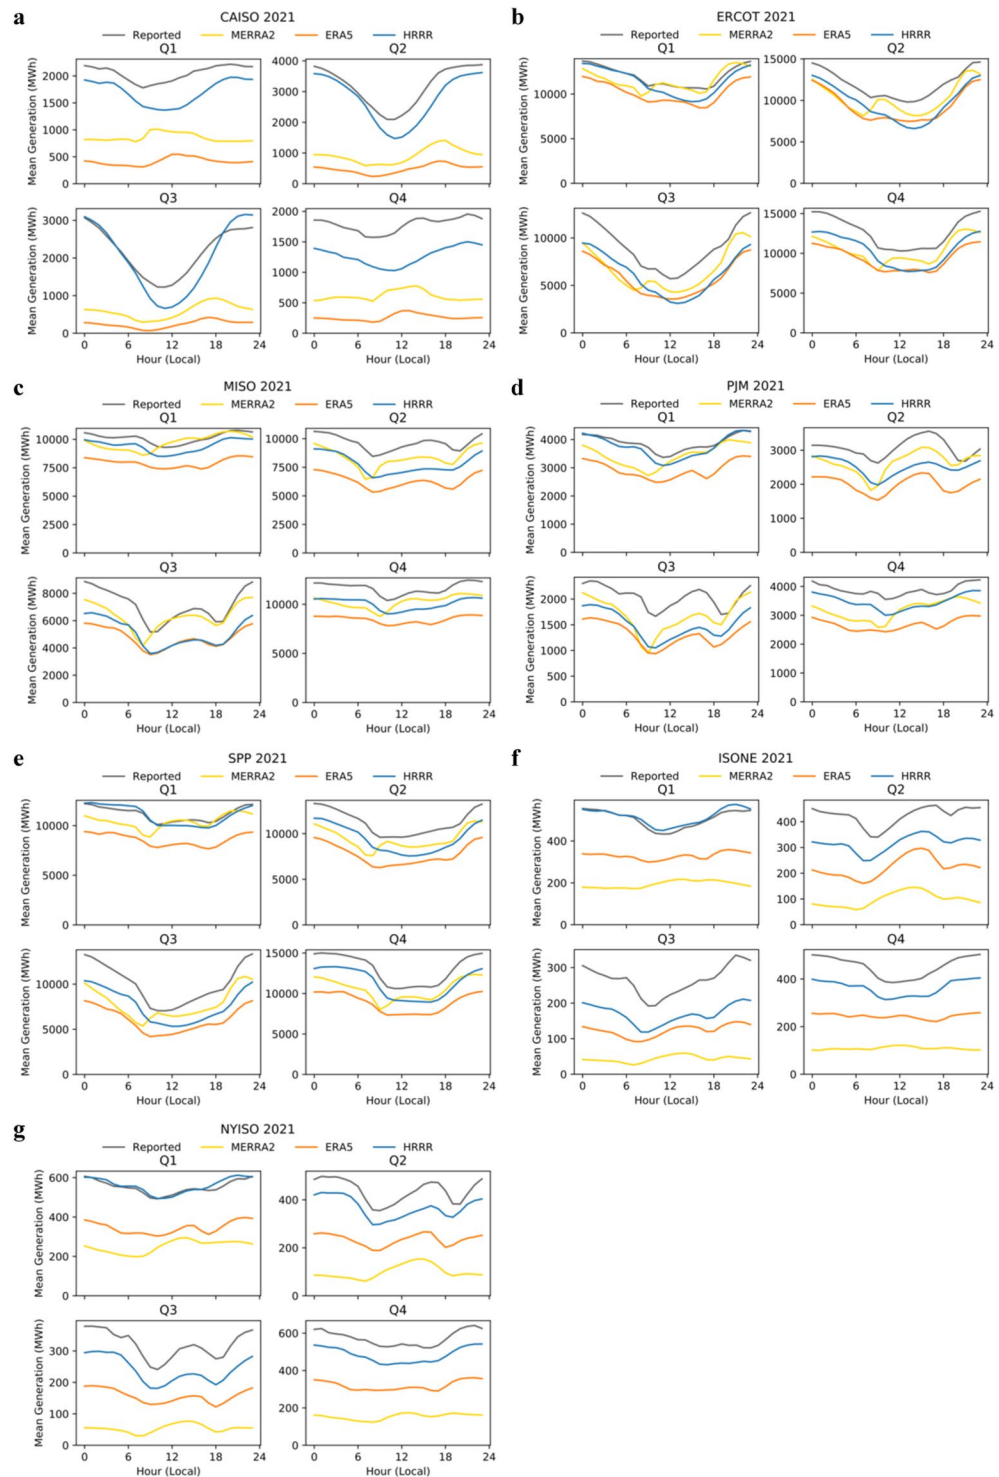 a
CAISO 2021
Reported MERRA2 ERA5 HRRR
Q1 Q2
Mean Generation (MWh)
2000
1500
1000
500
0
4000
3000
2000
1000
0
Q3 Q4
Mean Generation (MWh)
3000
2000
1000
0
2000
1500
1000
500
0
0 6 12 18 24 0 6 12 18 24
Hour (Local) Hour (Local)
b
ERCOT 2021
Reported MERRA2 ERA5 HRRR
Q1 Q2
Mean Generation (MWh)
10000
5000
0
15000
10000
5000
0
Q3 Q4
Mean Generation (MWh)
10000
5000
0
15000
10000
5000
0
0 6 12 18 24 0 6 12 18 24
Hour (Local) Hour (Local)
c
MISO 2021
Reported MERRA2 ERA5 HRRR
Q1 Q2
Mean Generation (MWh)
10000
7500
5000
2500
0
10000
7500
5000
2500
0
Q3 Q4
Mean Generation (MWh)
8000
6000
4000
2000
0
10000
5000
0
0 6 12 18 24 0 6 12 18 24
Hour (Local) Hour (Local)
d
PJM 2021
Reported MERRA2 ERA5 HRRR
Q1 Q2
Mean Generation (MWh)
4000
3000
2000
1000
0
3000
2000
1000
0
Q3 Q4
Mean Generation (MWh)
2000
1500
1000
500
0
4000
3000
2000
1000
0
0 6 12 18 24 0 6 12 18 24
Hour (Local) Hour (Local)
e
SPP 2021
Reported MERRA2 ERA5 HRRR
Q1 Q2
Mean Generation (MWh)
10000
5000
0
10000
5000
0
Q3 Q4
Mean Generation (MWh)
10000
5000
0
15000
10000
5000
0
0 6 12 18 24 0 6 12 18 24
Hour (Local) Hour (Local)
f
ISONE 2021
Reported MERRA2 ERA5 HRRR
Q1 Q2
Mean Generation (MWh)
400
200
0
400
300
200
100
0
Q3 Q4
Mean Generation (MWh)
300
200
100
0
400
200
0
0 6 12 18 24 0 6 12 18 24
Hour (Local) Hour (Local)
g
NYISO 2021
Reported MERRA2 ERA5 HRRR
Q1 Q2
Mean Generation (MWh)
600
400
200
0
400
200
0
Q3 Q4
Mean Generation (MWh)
300
200
100
0
600
400
200
0
0 6 12 18 24 0 6 12 18 24
Hour (Local) Hour (Local)